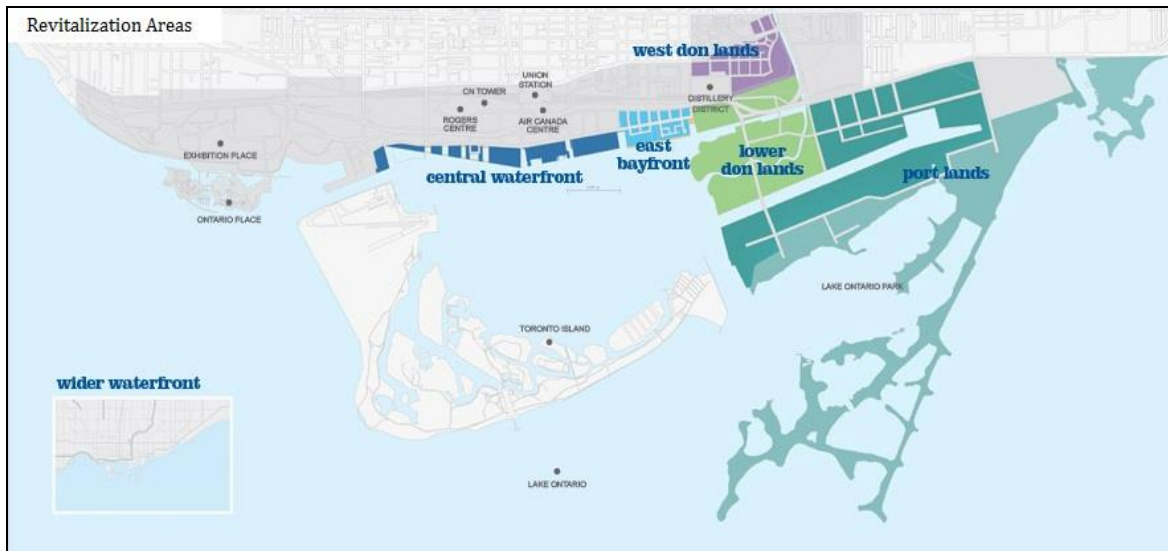 Revitalization Areas
west don lands
UNION
STATION
CN TOWER
DISTILLERY
DISTRICT
ROGERS
CENTRE
AIR CANADA
CENTRE
EXHIBITION PLACE
east
bayfront
lower
don lands
central waterfront
port lands
ONTARIO PLACE
LAKE ONTARIO PARK
TORONTO ISLAND
wider waterfront
LAKE ONTARIO